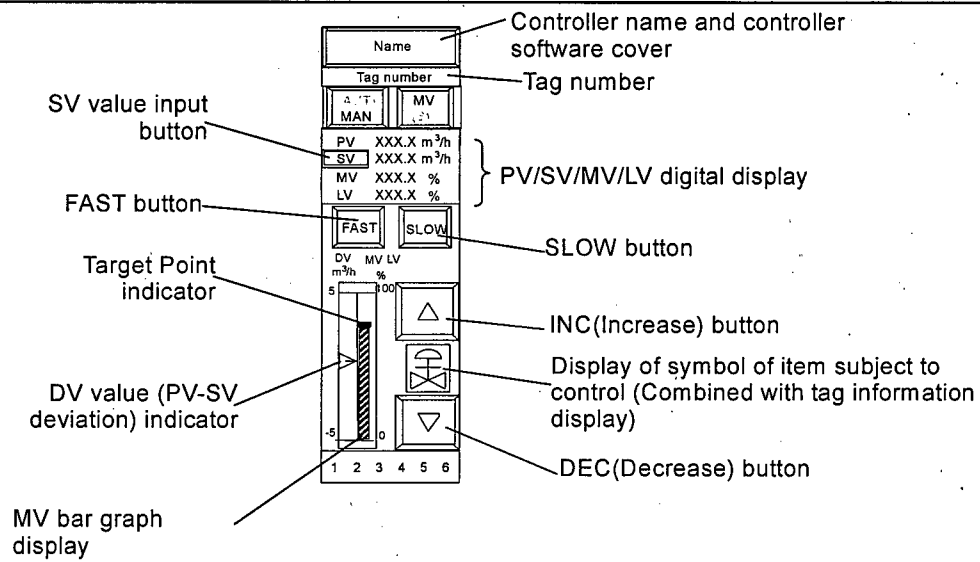 Controller name and controller
software cover
Name
Tag number
Tag number
SV value input
button
MAN
MV
PV XXX.X m³/h
SV XXX.X m³/h
MV XXX.X %
LV XXX.X %
PV/SV/MV/LV digital display
FAST button
FAST
SLOW
SLOW button
DV MV LV
m³/h %
5 100
Target Point
indicator
INC(Increase) button
DV value (PV-SV
deviation) indicator
Display of symbol of item subject to
control (Combined with tag information
display)
-5 0
DEC(Decrease) button
1 2 3 4 5 6
MV bar graph
display